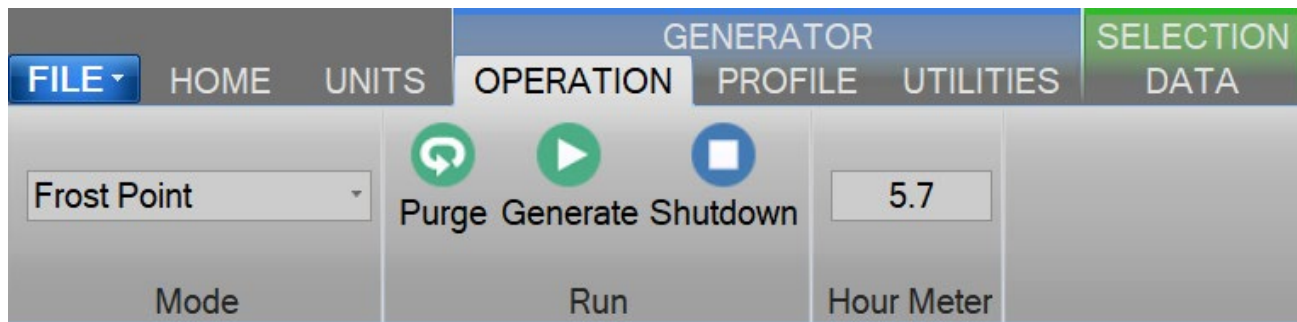 GENERATOR
SELECTION
FILE HOME UNITS OPERATION PROFILE UTILITIES DATA
Frost Point
Purge Generate Shutdown
5.7
Mode
Run
Hour Meter